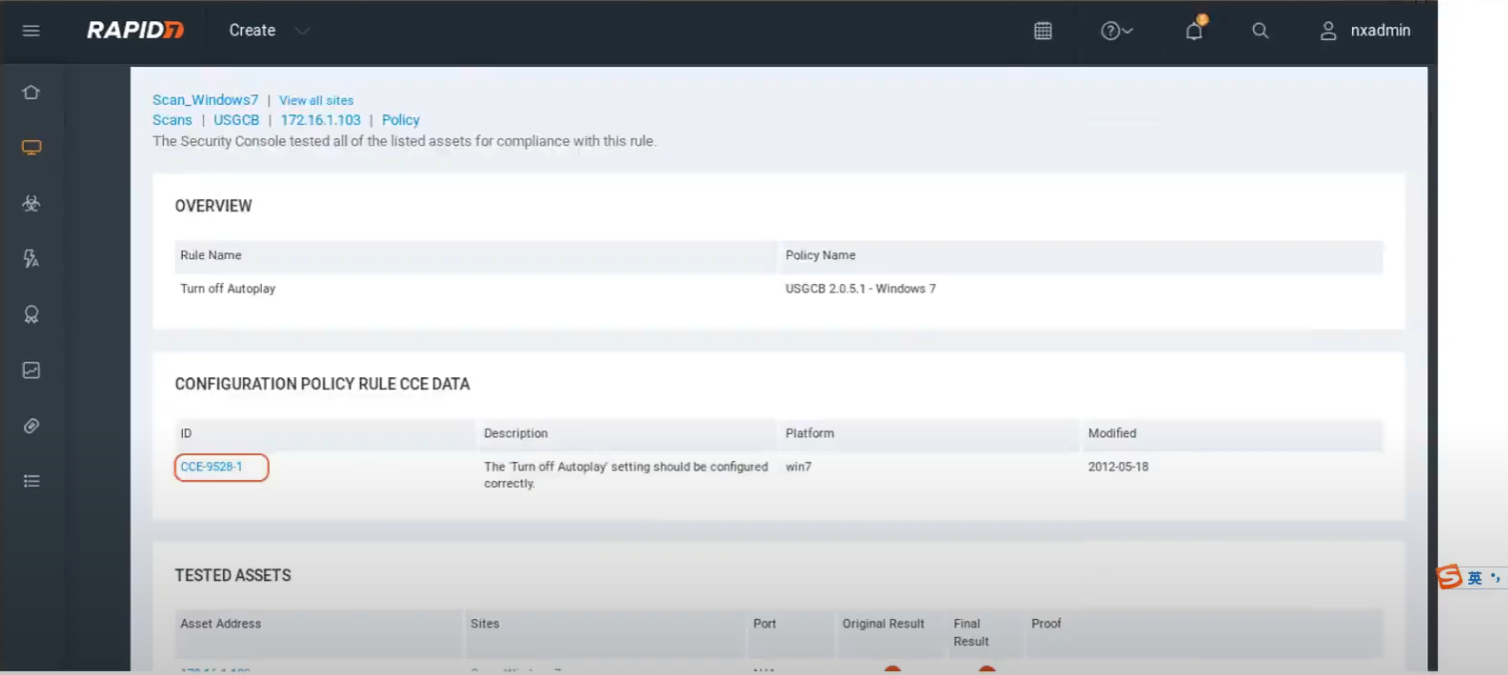 RAPID7 Create nxadmin
Scan_Windows7 | View all sites
Scans | USGCB | 172.16.1.103 | Policy
The Security Console tested all of the listed assets for compliance with this rule.
OVERVIEW
Rule Name Policy Name
Turn off Autoplay USGCB 2.0.5.1 - Windows 7
CONFIGURATION POLICY RULE CCE DATA
ID Description Platform Modified
CCE-9528-1 The 'Turn off Autoplay' setting should be configured win7 2012-05-18
correctly.
TESTED ASSETS
Asset Address Sites Port Original Result Final Proof
Result
英